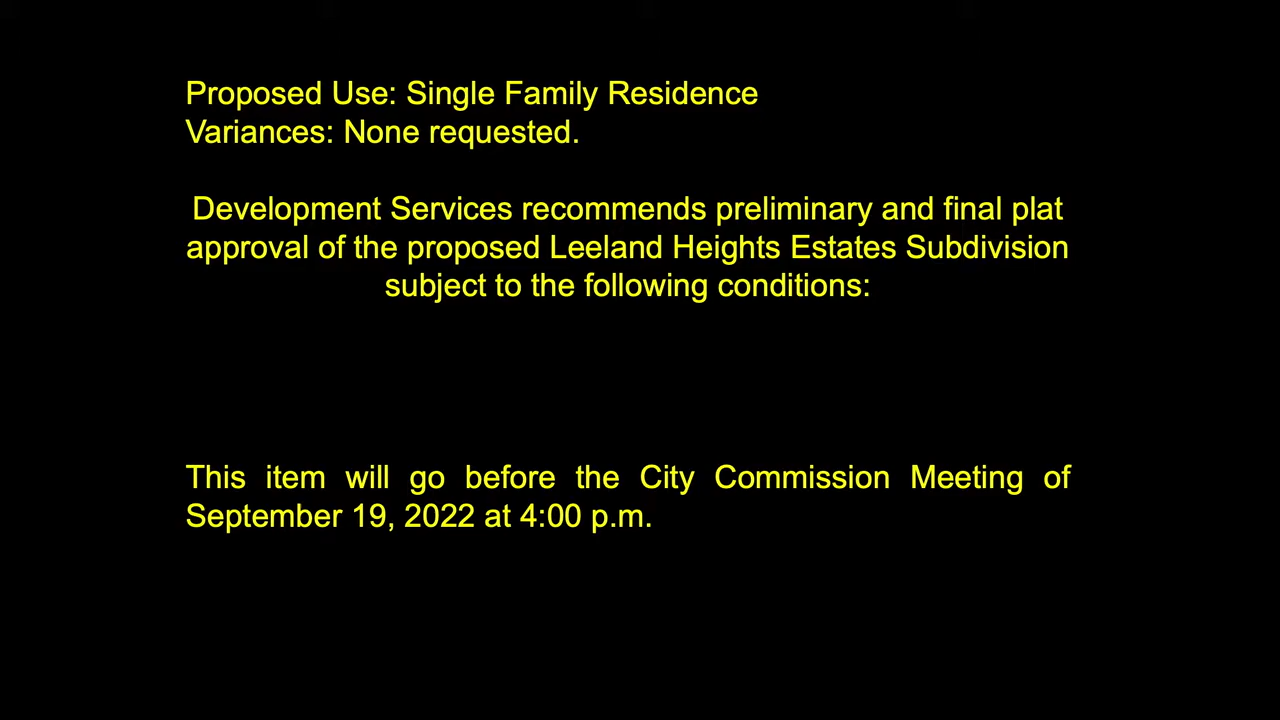 Proposed Use: Single Family Residence
Variances: None requested.
Development Services recommends preliminary and final plat
approval of the proposed Leeland Heights Estates Subdivision
subject to the following conditions:
This item will go before the City Commission Meeting of
September 19, 2022 at 4:00 p.m.